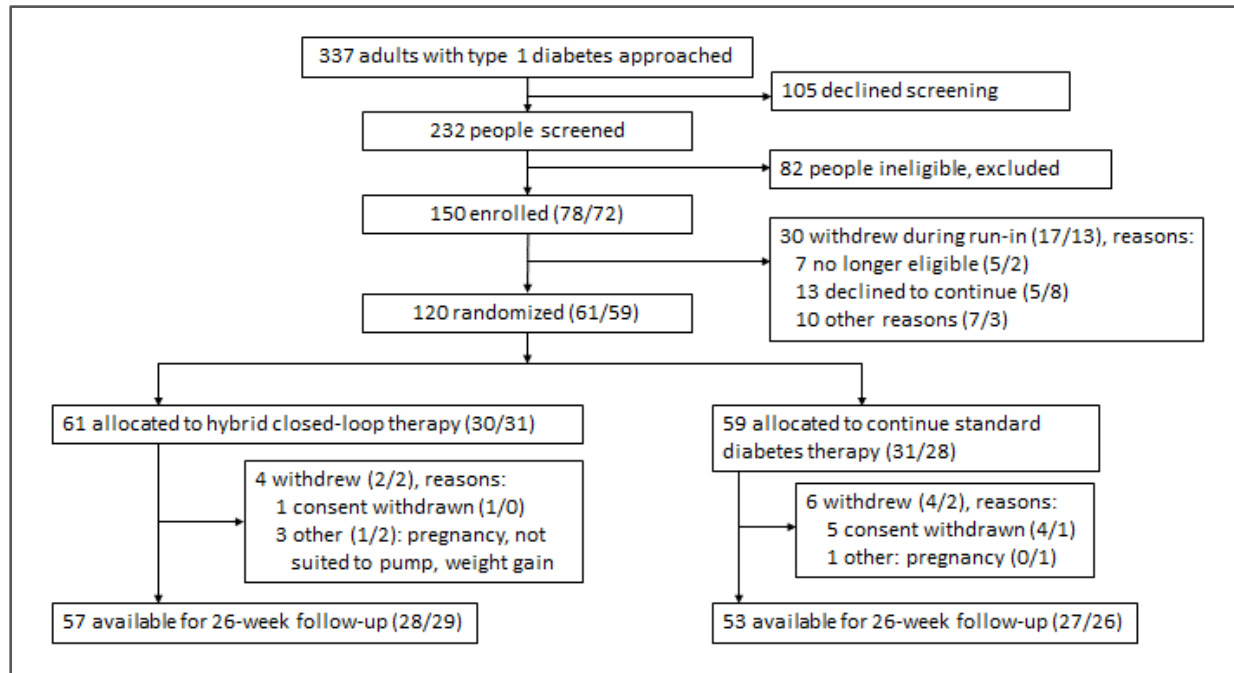 337 adults with type 1 diabetes approached
105 declined screening
232 people screened
82 people ineligible, excluded
150 enrolled (78/72)
30 withdrew during run-in (17/13), reasons:
7 no longer eligible (5/2)
13 declined to continue (5/8)
10 other reasons (7/3)
120 randomized (61/59)
61 allocated to hybrid closed-loop therapy (30/31)
59 allocated to continue standard
diabetes therapy (31/28)
4 withdrew (2/2), reasons:
1 consent withdrawn (1/0)
3 other (1/2): pregnancy, not
suited to pump, weight gain
6 withdrew (4/2), reasons:
5 consent withdrawn (4/1)
1 other: pregnancy (0/1)
57 available for 26-week follow-up (28/29)
53 available for 26-week follow-up (27/26)